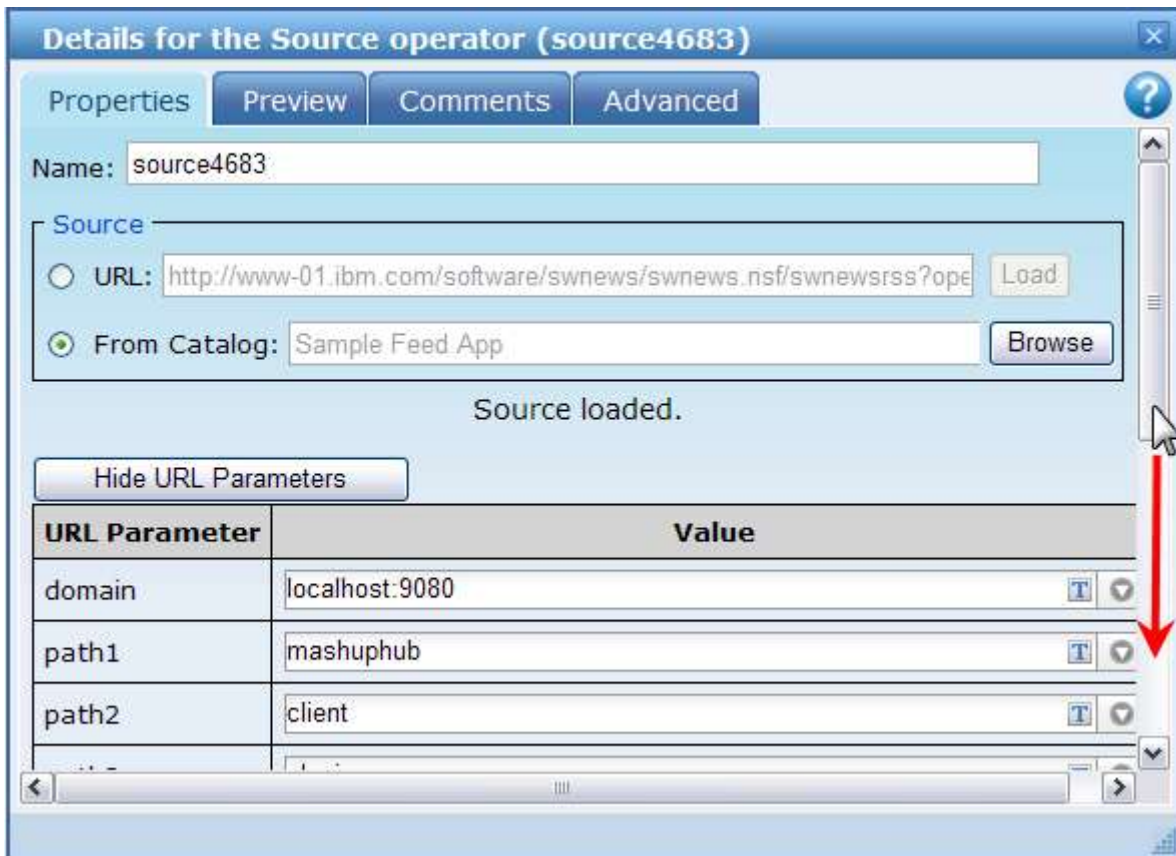 Details for the Source operator (source4683)
Properties Preview Comments Advanced ?
Name: source4683
Source
URL: http://www-01.ibm.com/software/swnews/swnews.nsf/swnewsrss?ope Load
From Catalog: Sample Feed App Browse
Source loaded.
Hide URL Parameters
URL Parameter Value
domain localhost:9080 T
path1 mashuphub T
path2 client T